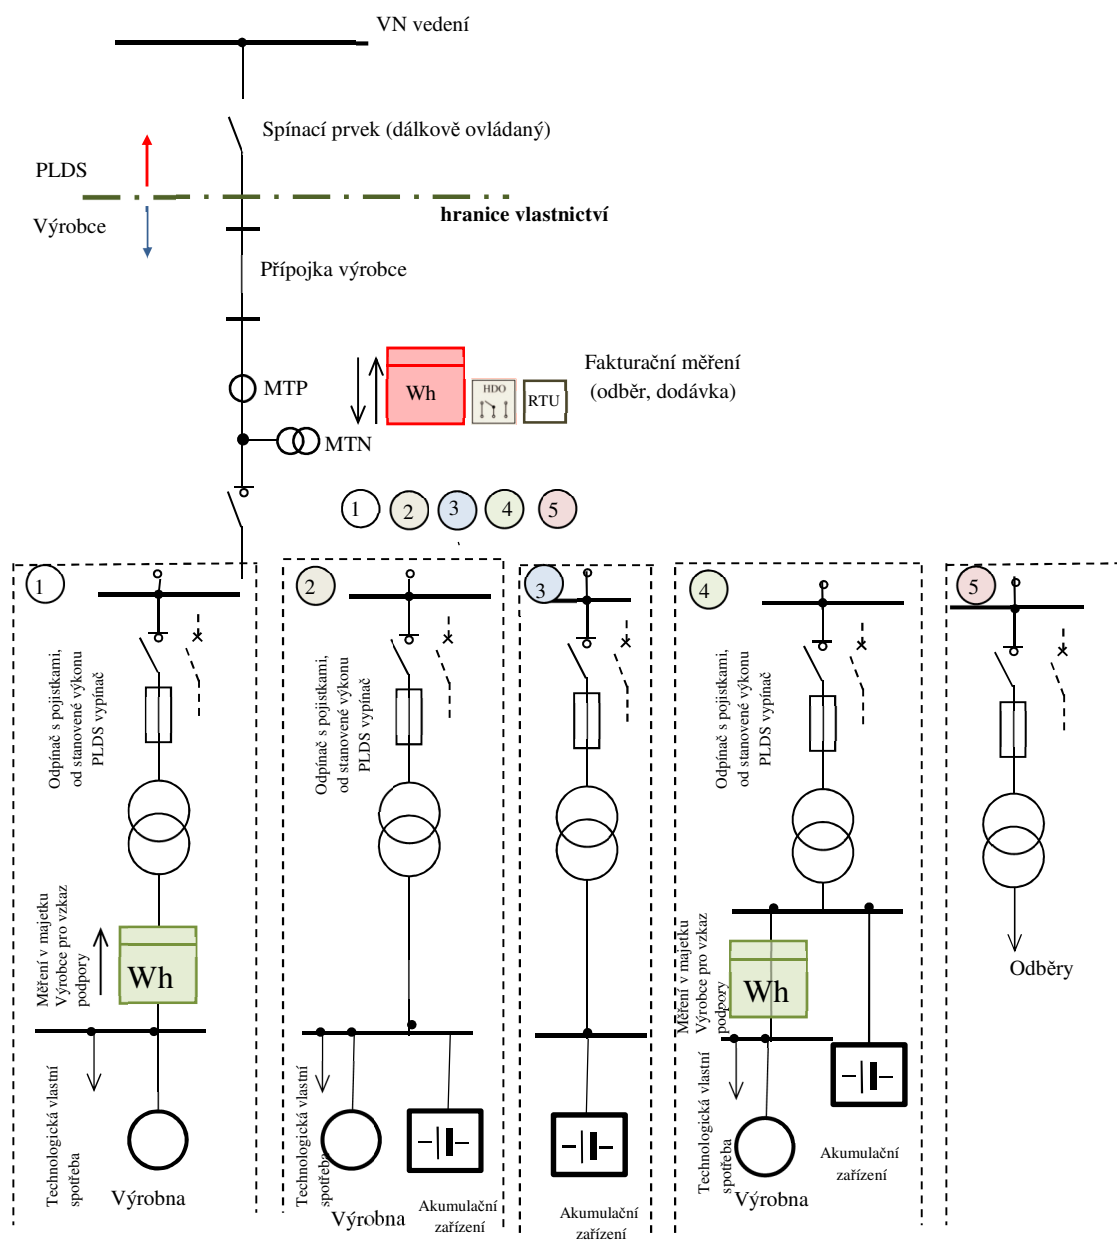 VN vedení
Spínací prvek (dálkově ovládaný)
PLDS
hranice vlastnictví
Výrobce
Přípojka výrobce
MTP
Wh
HDO
RTU
Fakturační měření
(odběr, dodávka)
MTN
1
2
3
4
5
1
Odpínač s pojistkami,
od stanovené výkonu
PLDS vypínač
Měření v majetku
Výrobce pro vzkaz
podpory
Wh
Technologická vlastní
spotřeba
Výrobna
2
Odpínač s pojistkami,
od stanovené výkonu
PLDS vypínač
Technologická vlastní
spotřeba
Výrobna
Akumulační
zařízení
3
Akumulační
zařízení
4
Odpínač s pojistkami,
od stanovené výkonu
PLDS vypínač
Měření v majetku
Výrobce pro vzkaz
podpory
Wh
Technologická vlastní
spotřeba
Výrobna
Akumulační
zařízení
5
Odběry